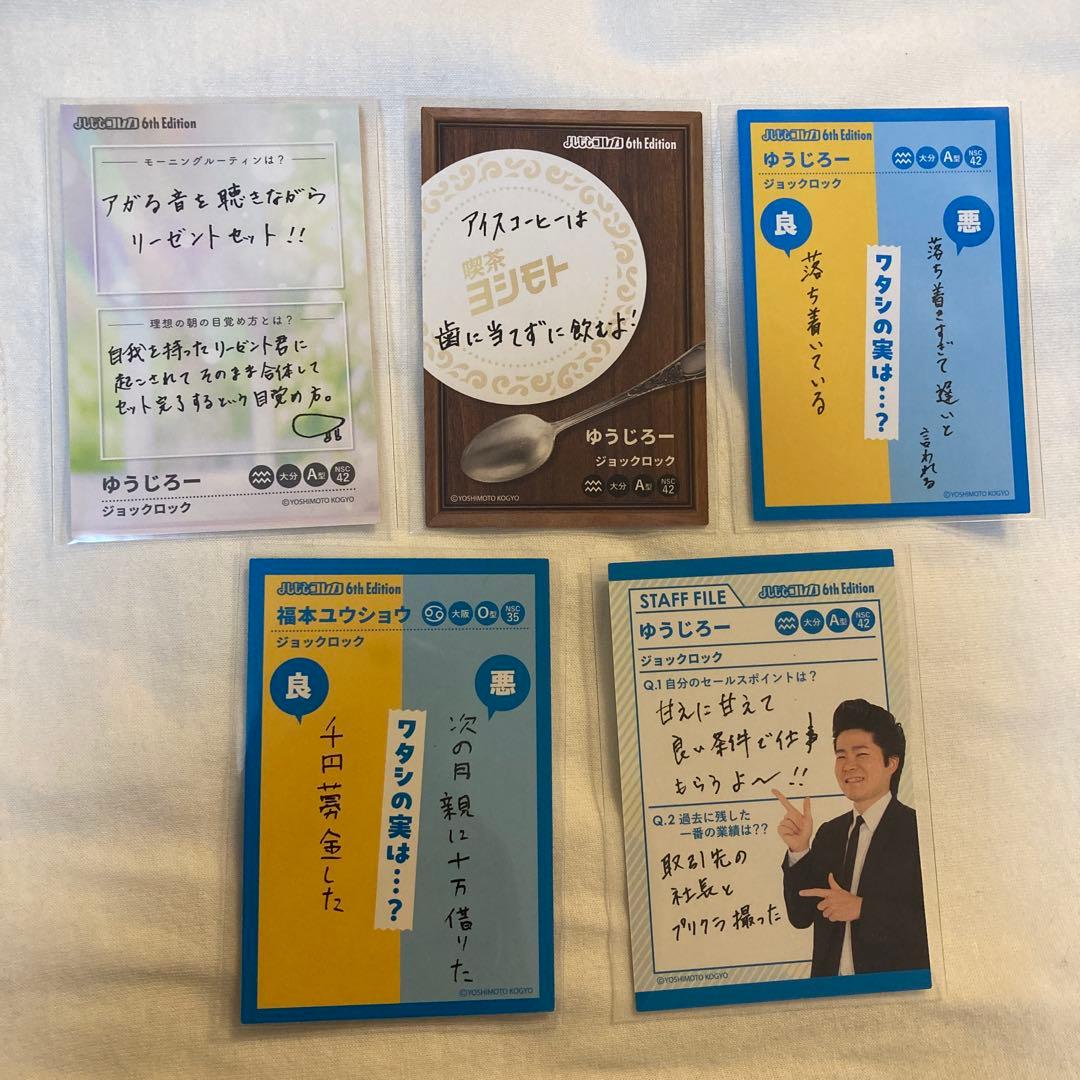 よしもとコレカ 6th Edition
モーニングルーティンは？
アガる音を聴きながら
リーゼントセット!!
理想の朝の目覚め方とは？
自我を持ったリーゼント君に
起こされてそのまま合体して
セット完了するという目覚め方。
ゆうじろー 大分 A型 NSC 42
ジョックロック
よしもとコレカ 6th Edition
アイスコーヒーは
喫茶
ヨシモト
歯に当てずに飲むよ!
ゆうじろー
ジョックロック
大分 A型 NSC 42
©YOSHIMOTO KOGYO
よしもとコレカ 6th Edition
ゆうじろー 大分 A型 NSC 42
ジョックロック
悪
落ち着きすぎて遅いと
言われる
ワタシの実は…？
良
落ち着いている
©YOSHIMOTO KOGYO
よしもとコレカ 6th Edition
福本ユウショウ 大阪 O型 NSC 35
ジョックロック
悪
次の月親に十万借りた
ワタシの実は…？
良
千円募金した
©YOSHIMOTO KOGYO
STAFF FILE よしもとコレカ 6th Edition
ゆうじろー 大分 A型 NSC 42
ジョックロック
Q.1 自分のセールスポイントは？
甘えに甘えて
良い条件で仕事
もらうよ〜!!
Q.2 過去に残した
一番の業績は??
取引先の
社長と
プリクラ撮った
©YOSHIMOTO KOGYO